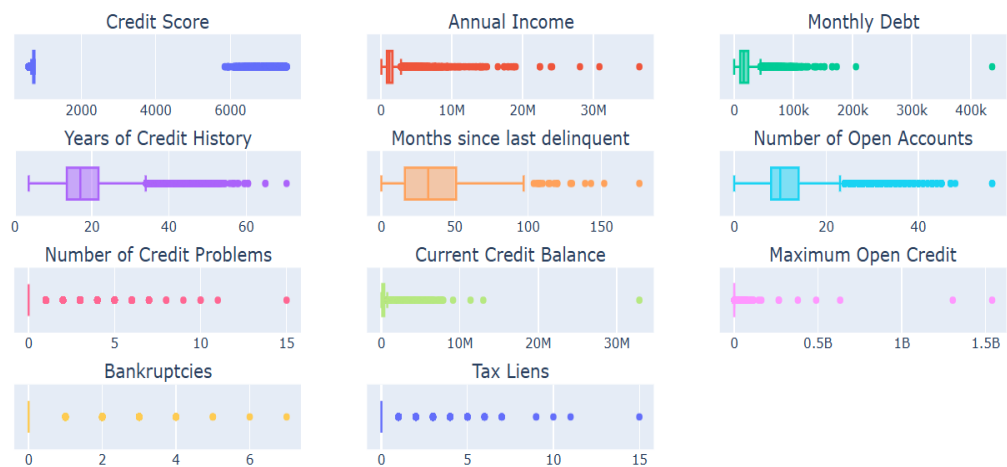 Credit Score Annual Income Monthly Debt
2000 4000 6000 0 10M 20M 30M 0 100k 200k 300k 400k
Years of Credit History Months since last delinquent Number of Open Accounts
0 20 40 60 0 50 100 150 0 20 40
Number of Credit Problems Current Credit Balance Maximum Open Credit
0 5 10 15 0 10M 20M 30M 0 0.5B 1B 1.5B
Bankruptcies Tax Liens
0 2 4 6 0 5 10 15